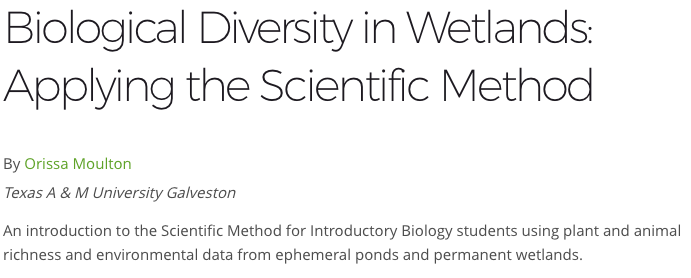 Biological Diversity in Wetlands:
Applying the Scientific Method
By Orissa Moulton
Texas A & M University Galveston
An introduction to the Scientific Method for Introductory Biology students using plant and animal
richness and environmental data from ephemeral ponds and permanent wetlands.